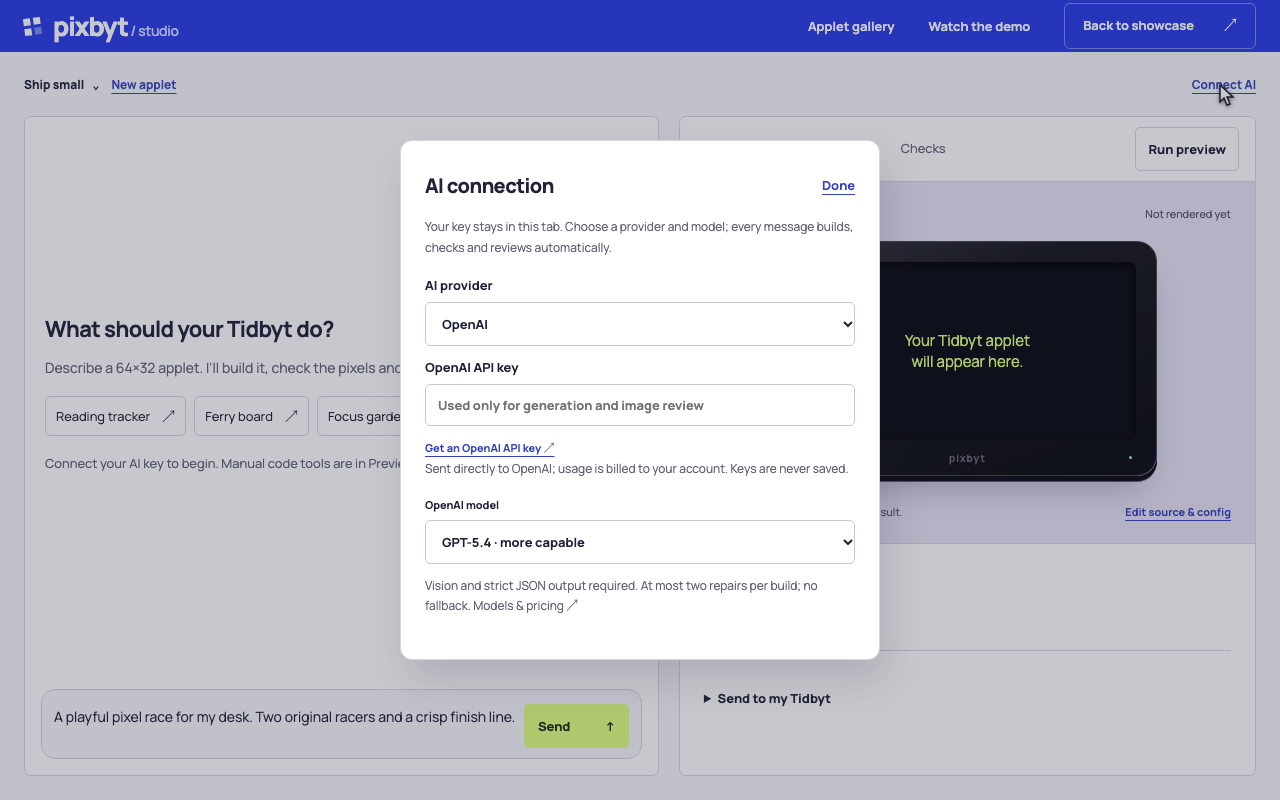 pixbyt / studio
Applet gallery
Watch the demo
Back to showcase
Ship small
New applet
Connect AI
What should your Tidbyt do?
Describe a 64×32 applet. I'll build it, check the pixels and
Reading tracker
Ferry board
Focus garde
Connect your AI key to begin. Manual code tools are in Previe
A playful pixel race for my desk. Two original racers and a crisp finish line.
Send
AI connection
Done
Your key stays in this tab. Choose a provider and model; every message builds,
checks and reviews automatically.
AI provider
OpenAI
OpenAI API key
Used only for generation and image review
Get an OpenAI API key
Sent directly to OpenAI; usage is billed to your account. Keys are never saved.
OpenAI model
GPT-5.4 · more capable
Vision and strict JSON output required. At most two repairs per build; no
fallback. Models & pricing
Checks
Run preview
Not rendered yet
Your Tidbyt applet
will appear here.
pixbyt
sult.
Edit source & config
Send to my Tidbyt